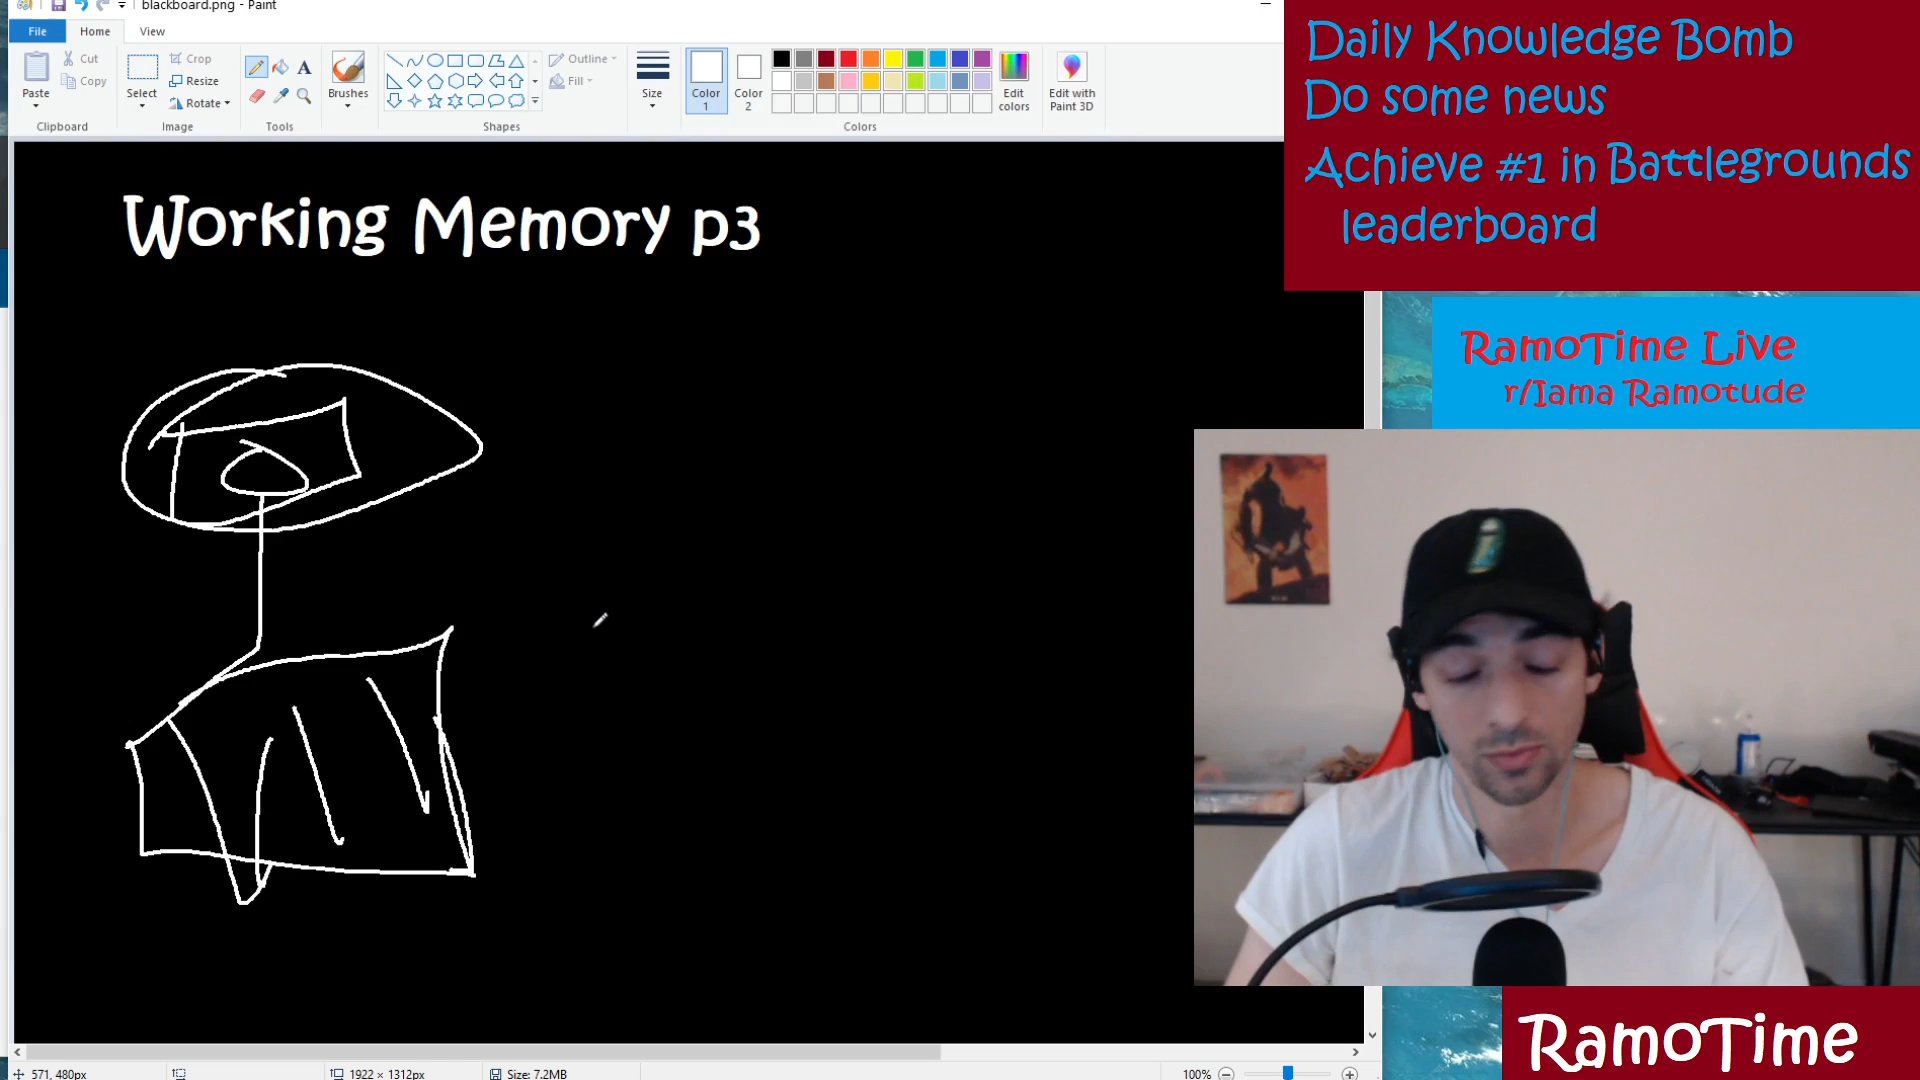 blackboard.png - Paint
File Home View
Cut
Copy
Paste
Clipboard
Crop
Resize
Rotate
Select
Image
A
Tools
Brushes
Outline
Fill
Shapes
Size
Color 1
Color 2
Edit colors
Edit with Paint 3D
Colors
Daily Knowledge Bomb
Do some news
Achieve #1 in Battlegrounds
leaderboard
Working Memory p3
RamoTime Live
r/Iama Ramotude
RamoTime
571, 480px
1922 × 1312px
Size: 7.2MB
100%